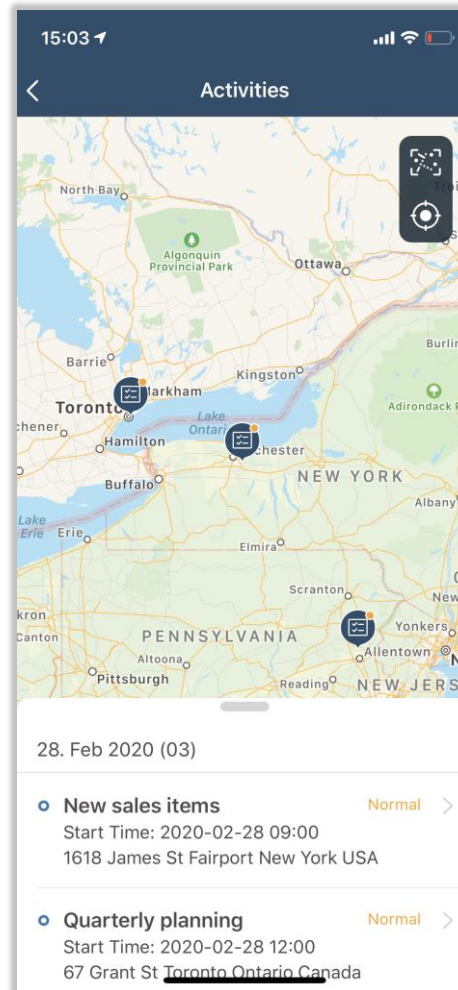 15:03
Activities
North Bay
Algonquin
Provincial Park
Ottawa
Barrie
Kingston
Markham
Toronto
Lake
Hamilton
NEW YORK
Buffalo
Albany
Lake
Erie
Erie
Elmira
Scranton
Canton
PENNSYLVANIA
Yonkers
Altoona
Allentown
Pittsburgh
Reading
NEW JERS
28. Feb 2020 (03)
New sales items Normal
Start Time: 2020-02-28 09:00
1618 James St Fairport New York USA
Quarterly planning Normal
Start Time: 2020-02-28 12:00
67 Grant St Toronto Ontario Canada